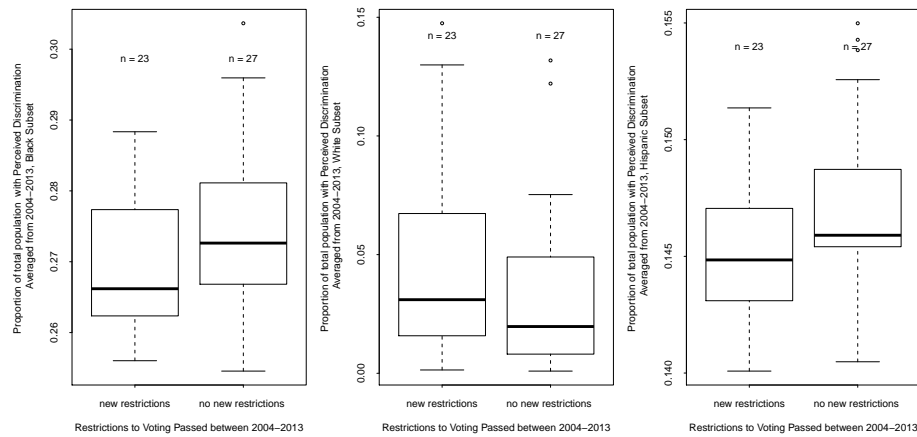 Proportion of total population with Perceived Discrimination
Averaged from 2004−2013, Black Subset
0.30
0.29
0.28
0.27
0.26
n = 23
n = 27
new restrictions
no new restrictions
Restrictions to Voting Passed between 2004−2013
Proportion of total population with Perceived Discrimination
Averaged from 2004−2013, White Subset
0.15
0.10
0.05
0.00
n = 23
n = 27
new restrictions
no new restrictions
Restrictions to Voting Passed between 2004−2013
Proportion of total population with Perceived Discrimination
Averaged from 2004−2013, Hispanic Subset
0.155
0.150
0.145
0.140
n = 23
n = 27
new restrictions
no new restrictions
Restrictions to Voting Passed between 2004−2013